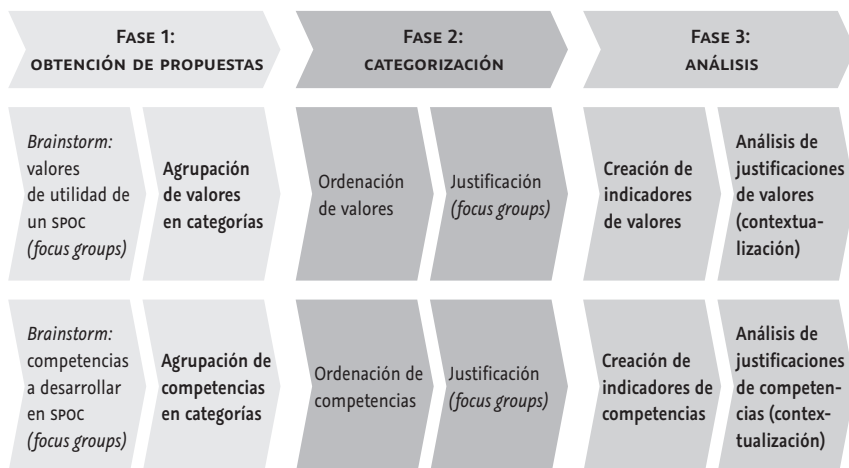 FASE 1:
OBTENCIÓN DE PROPUESTAS
FASE 2:
CATEGORIZACIÓN
FASE 3:
ANÁLISIS
Brainstorm:
valores
de utilidad de
un SPOC
(focus groups)
Agrupación
de valores
en categorías
Ordenación
de valores
Justificación
(focus groups)
Creación de
indicadores
de valores
Análisis de
justificaciones
de valores
(contextua-
lización)
Brainstorm:
competencias
a desarrollar
en SPOC
(focus groups)
Agrupación de
competencias
en categorías
Ordenación de
competencias
Justificación
(focus groups)
Creación de
indicadores de
competencias
Análisis de
justificaciones
de competen-
cias (contex-
tualización)